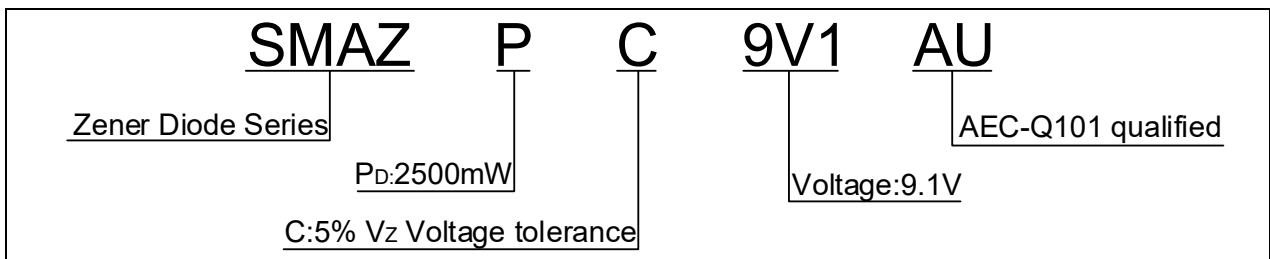 SMAZ P C 9V1 AU
Zener Diode Series
AEC-Q101 qualified
PD:2500mW
Voltage:9.1V
C:5% VZ Voltage tolerance